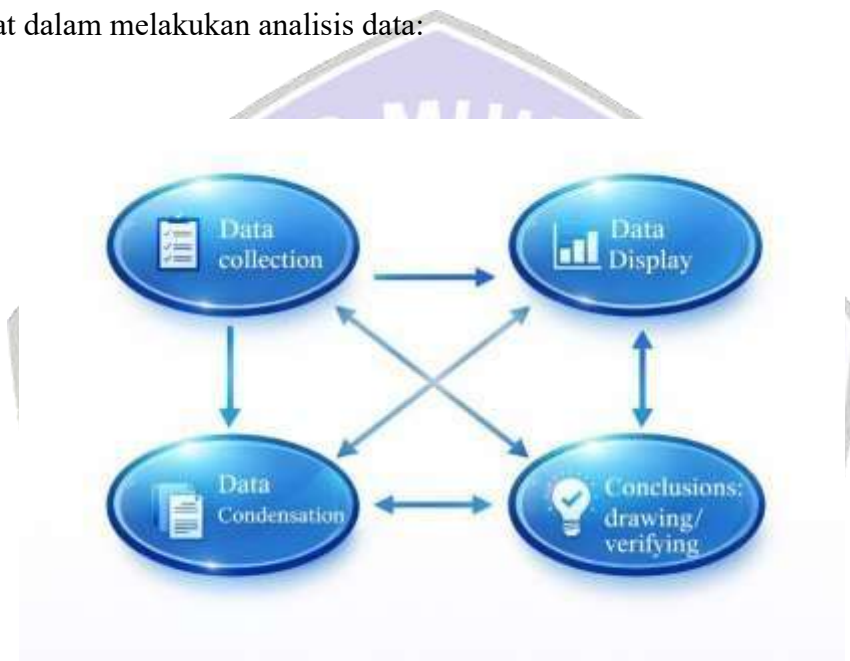 at dalam melakukan analisis data:
Data
collection
Data
Display
Data
Condensation
Conclusions:
drawing/
verifying